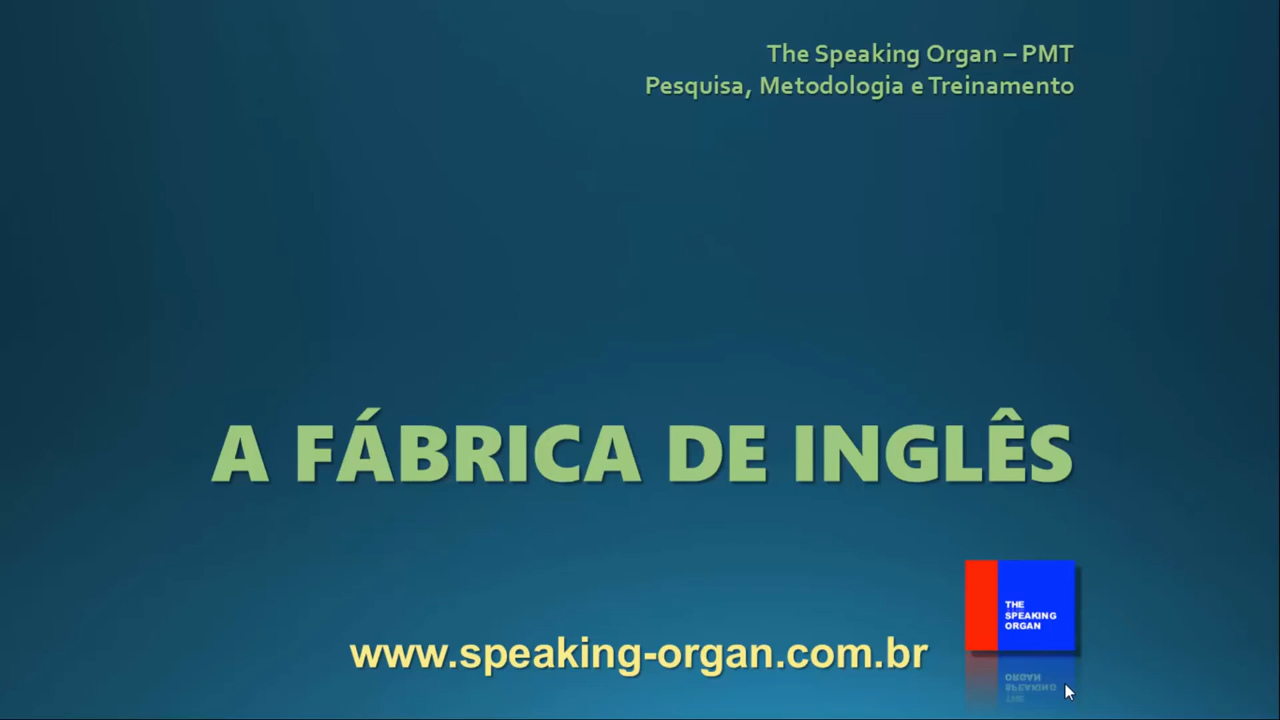 The Speaking Organ – PMT
Pesquisa, Metodologia e Treinamento
A FÁBRICA DE INGLÊS
THE
SPEAKING
ORGAN
www.speaking-organ.com.br